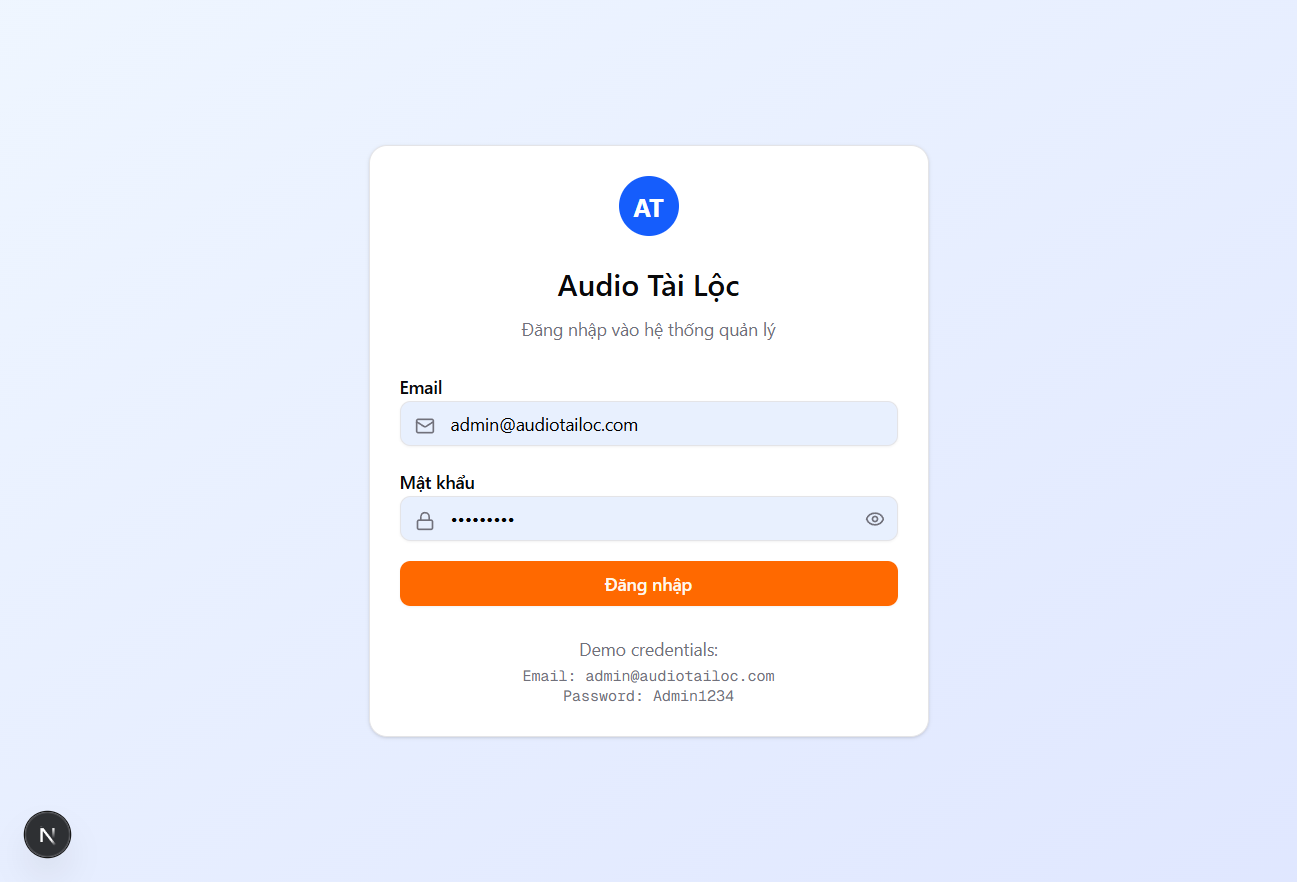 AT
Audio Tài Lộc
Đăng nhập vào hệ thống quản lý
Email
admin@audiotailoc.com
Mật khẩu
•••••••••
Đăng nhập
Demo credentials:
Email: admin@audiotailoc.com
Password: Admin1234
N